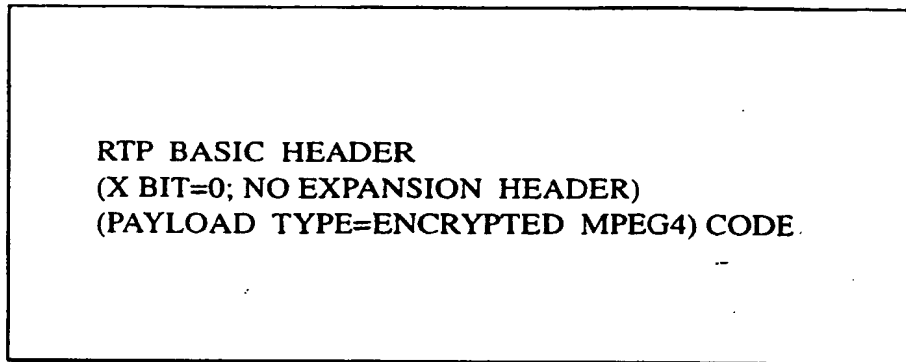 RTP BASIC HEADER
(X BIT=0; NO EXPANSION HEADER)
(PAYLOAD TYPE=ENCRYPTED MPEG4) CODE